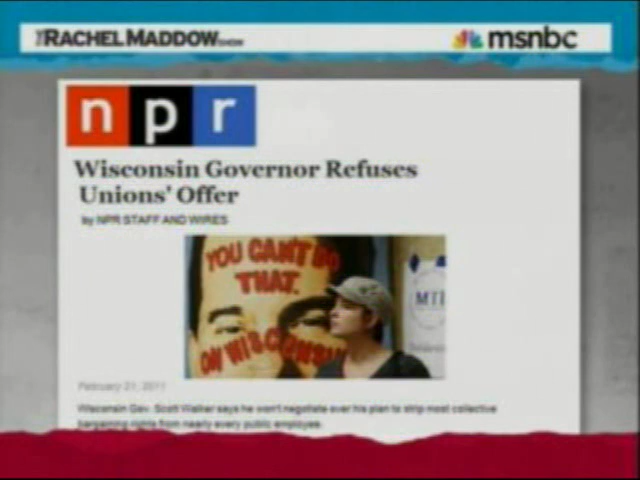 THE RACHEL MADDOW SHOW
msnbc
npr
Wisconsin Governor Refuses
Unions' Offer
by NPR STAFF AND WIRES
YOU CAN'T DO
THAT.
ON WISCONSIN
February 21, 2011
Wisconsin Gov. Scott Walker says he won't negotiate over his plan to strip most collective
bargaining rights from nearly every public employee.